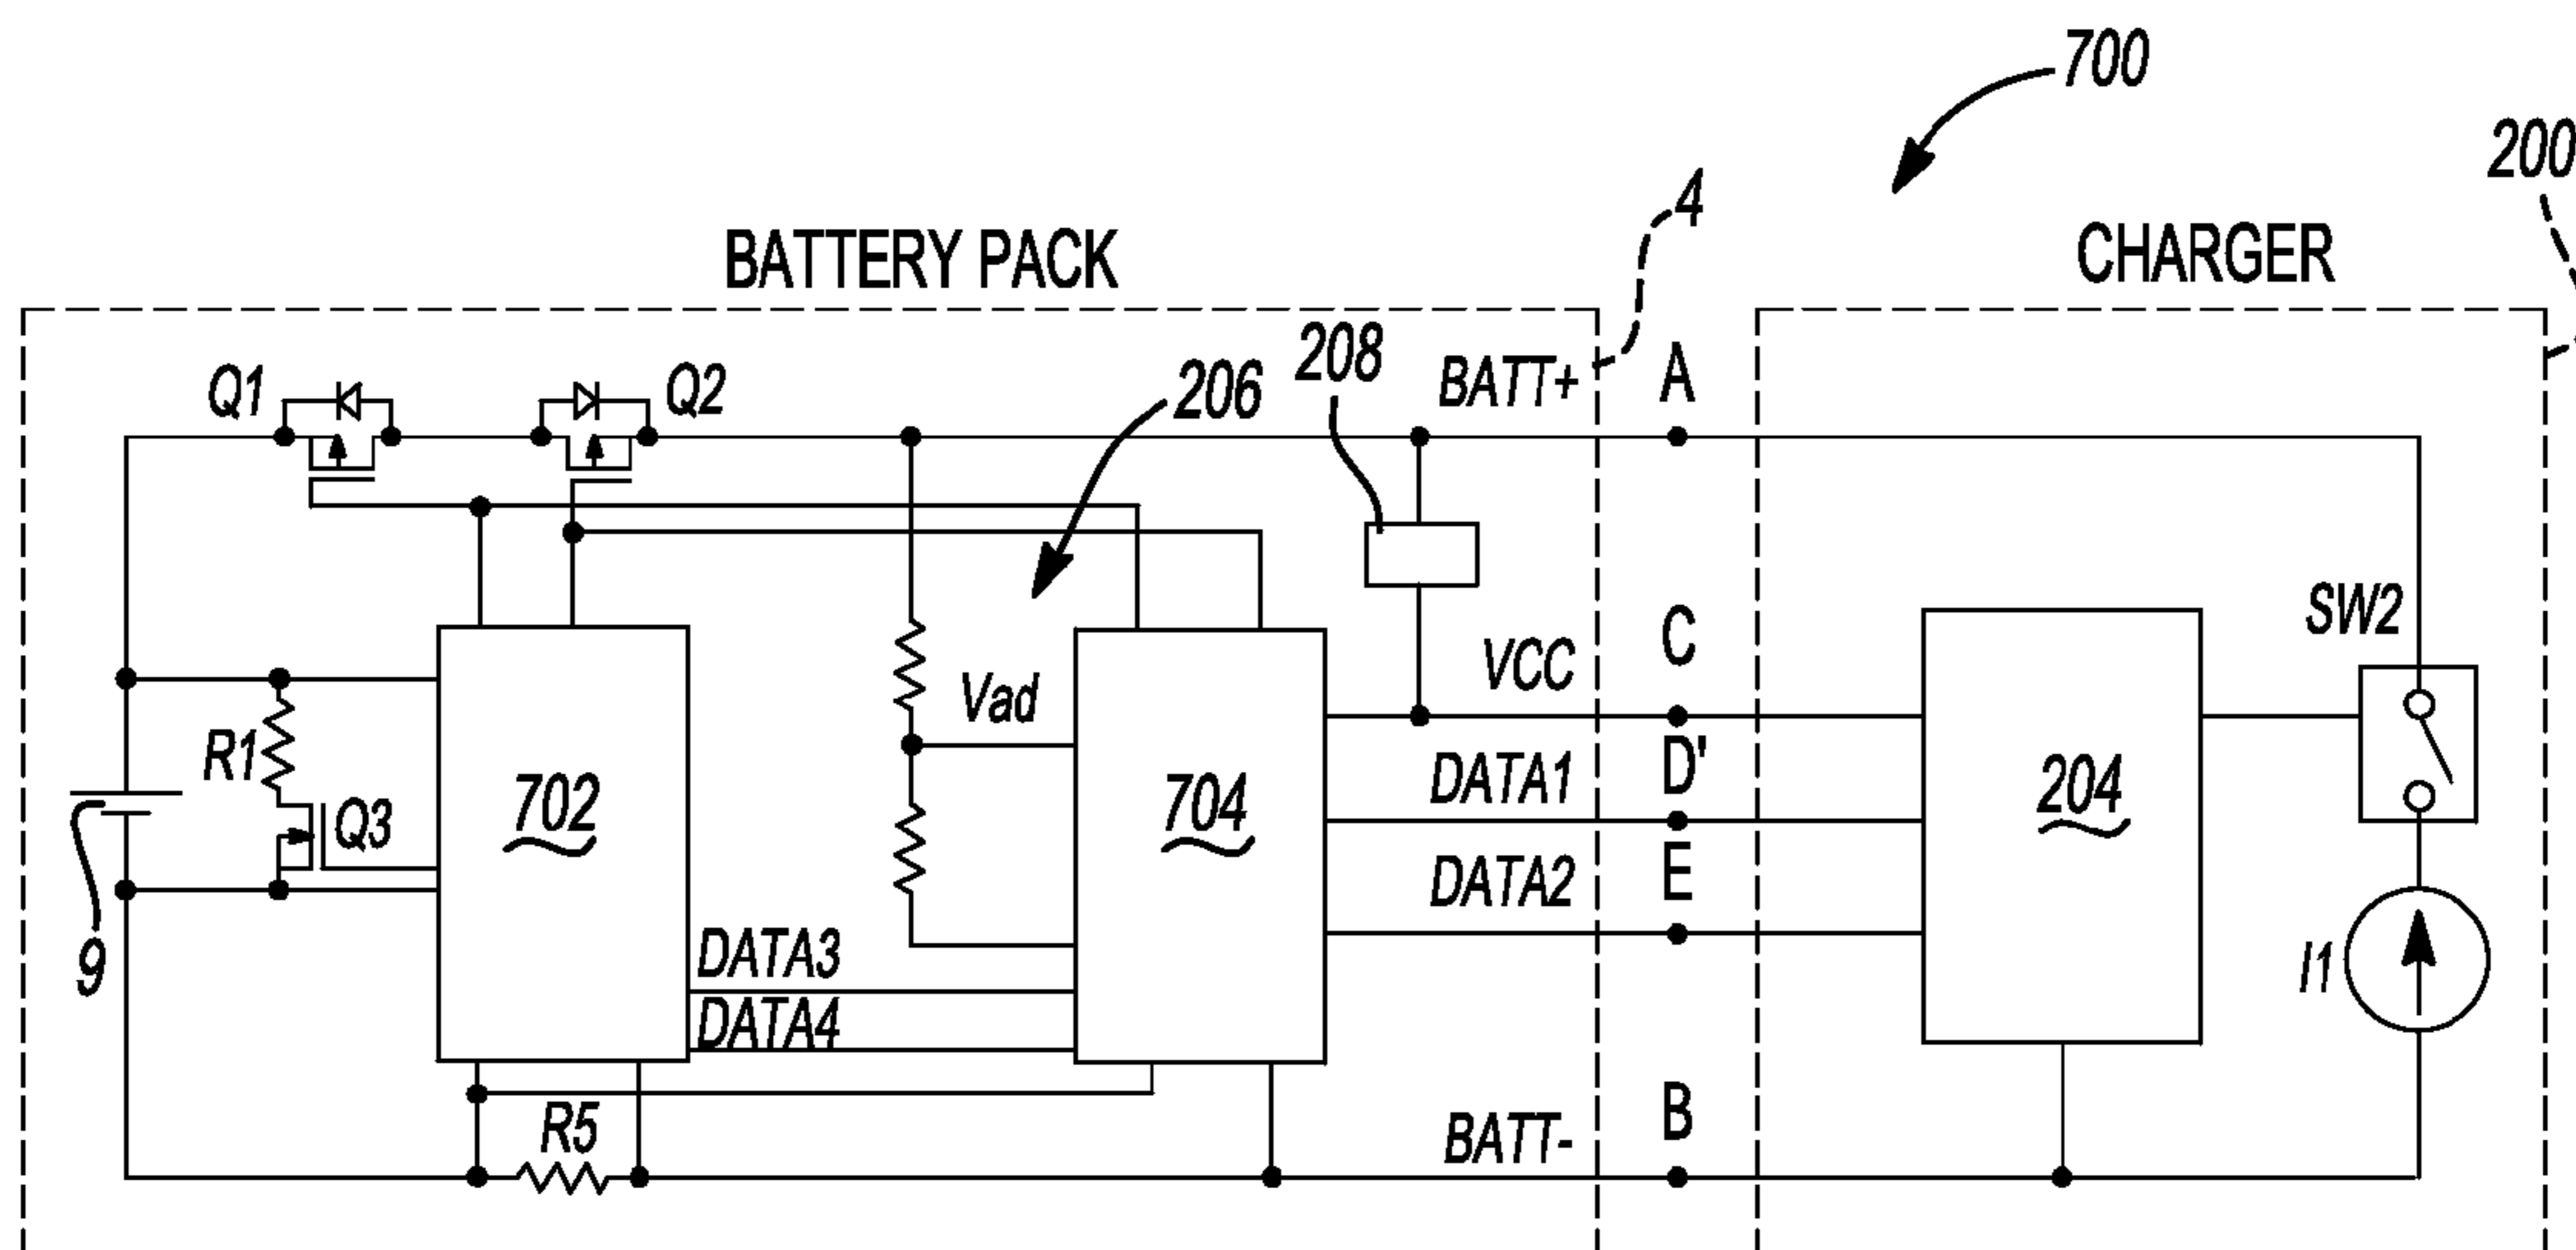 700
200
4
BATTERY PACK
CHARGER
Q1
Q2
206
208
BATT+
A
C
SW2
VCC
Vad
R1
D'
DATA1
702
704
204
Q3
E
DATA2
9
DATA3
I1
DATA4
R5
B
BATT-